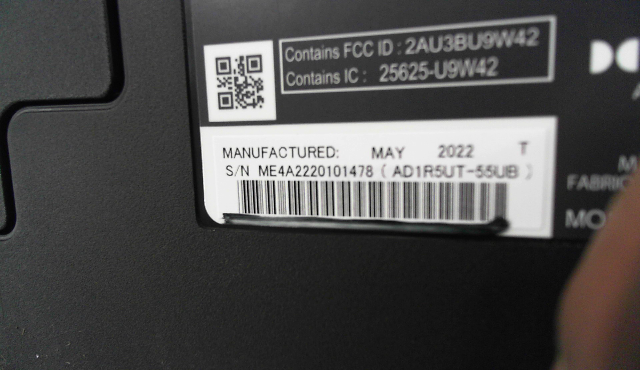 Contains FCC ID : 2AU3BU9W42
Contains IC : 25625-U9W42
MANUFACTURED: MAY 2022 T
S/N ME4A2220101478 ( AD1R5UT-55UB )